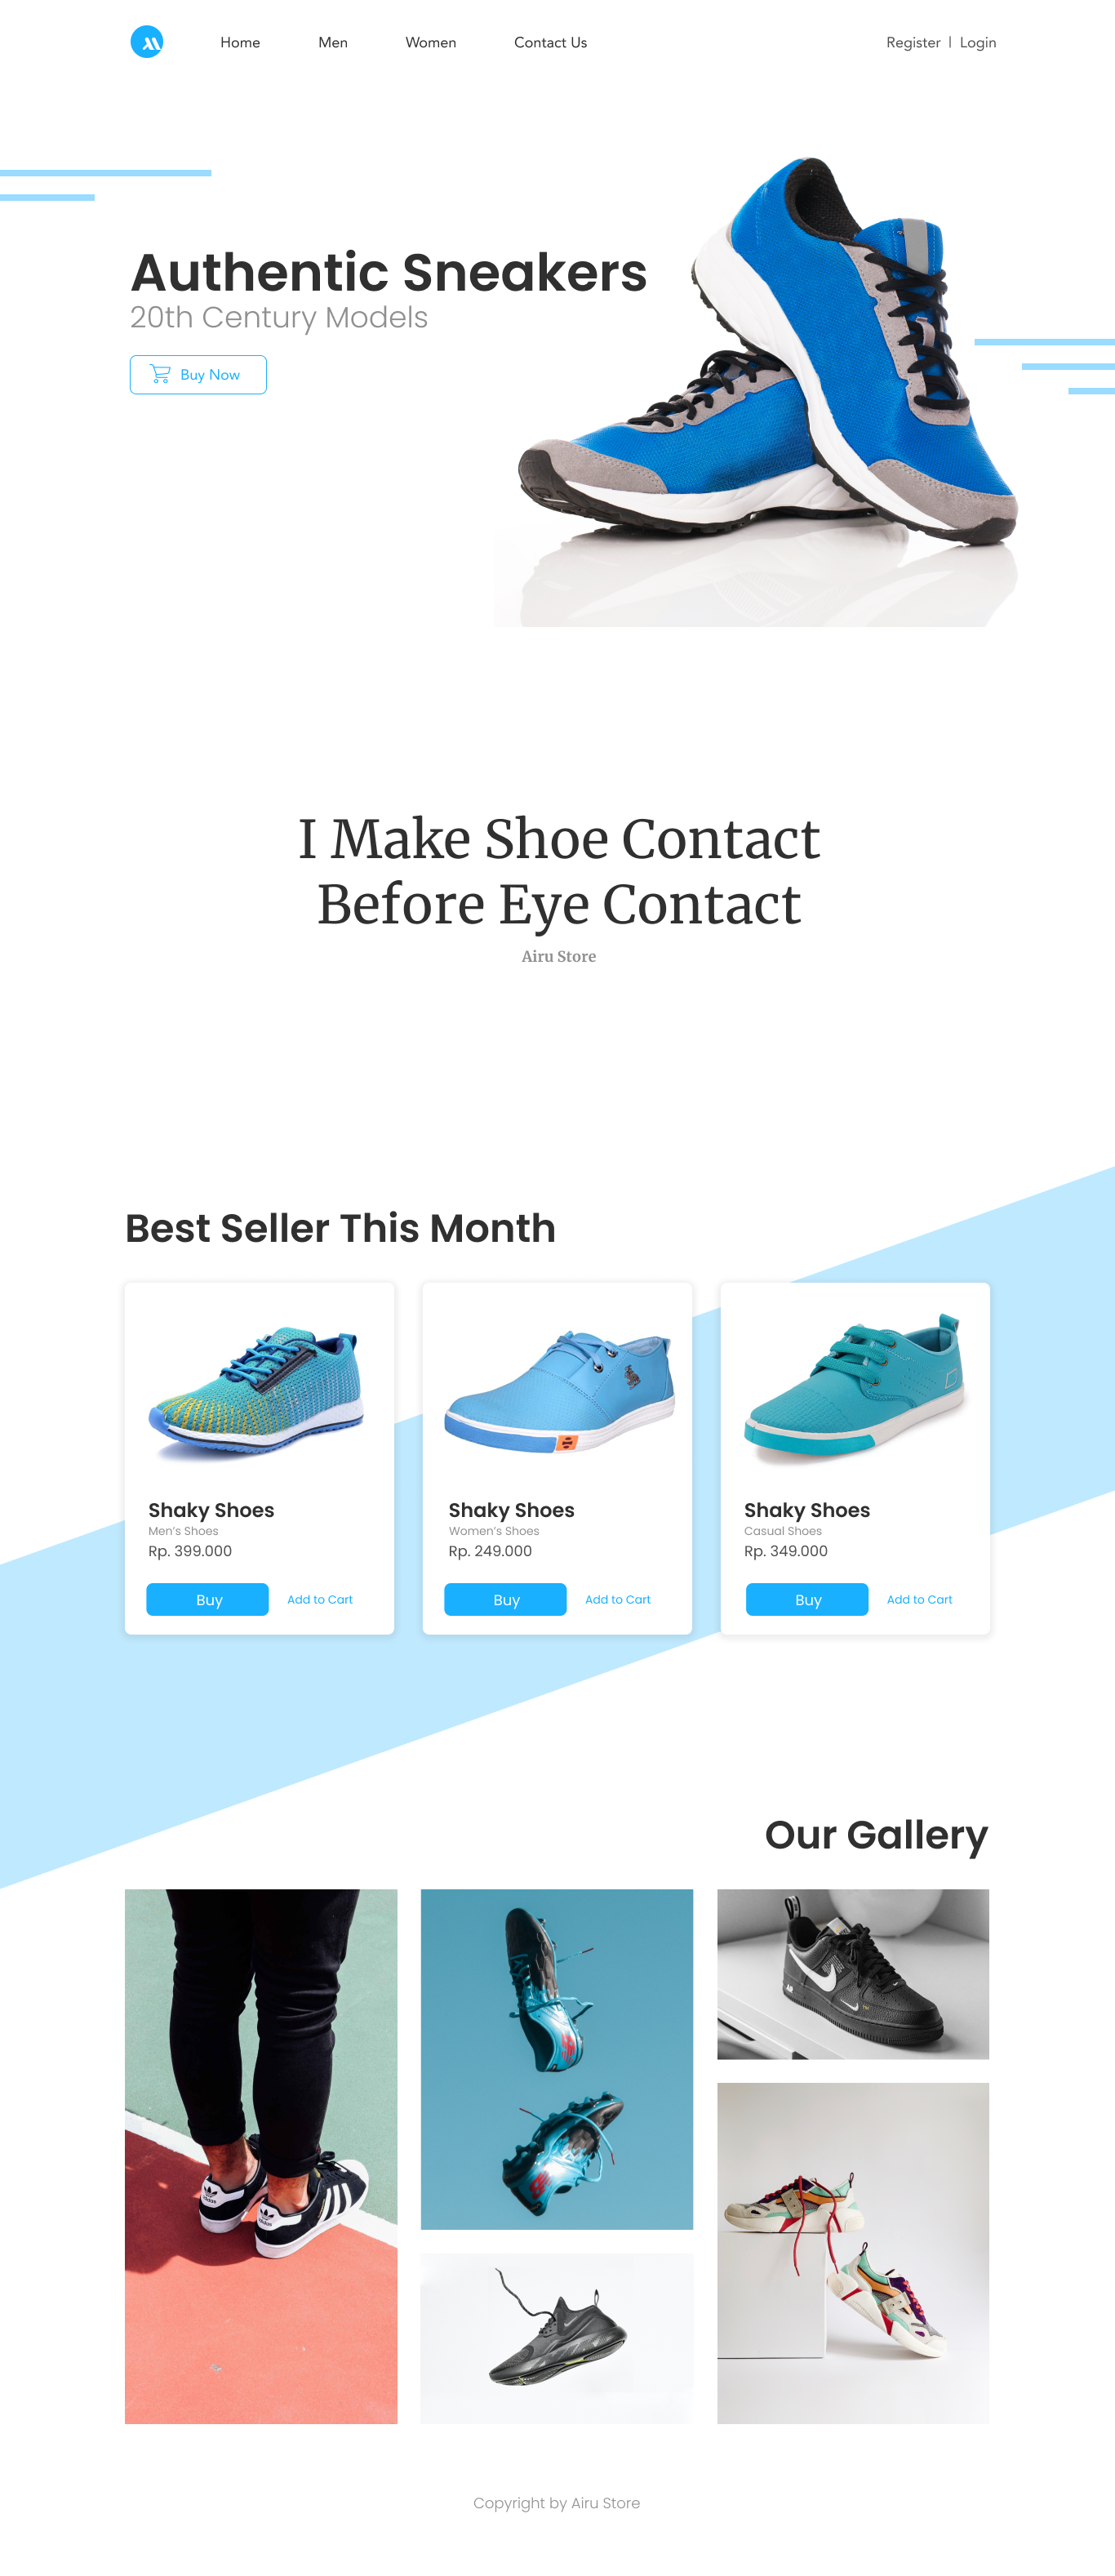 Home
Men
Women
Contact Us
Register | Login
Authentic Sneakers
20th Century Models
Buy Now
I Make Shoe Contact
Before Eye Contact
Airu Store
Best Seller This Month
Shaky Shoes
Men's Shoes
Rp. 399.000
Buy
Add to Cart
Shaky Shoes
Women's Shoes
Rp. 249.000
Buy
Add to Cart
Shaky Shoes
Casual Shoes
Rp. 349.000
Buy
Add to Cart
Our Gallery
adidas
adidas
AIR
Copyright by Airu Store